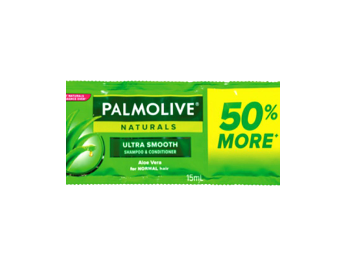 PALMOLIVE®
NATURALS
ULTRA SMOOTH
SHAMPOO & CONDITIONER
Aloe Vera
for NORMAL hair
15mL
50%
MORE*